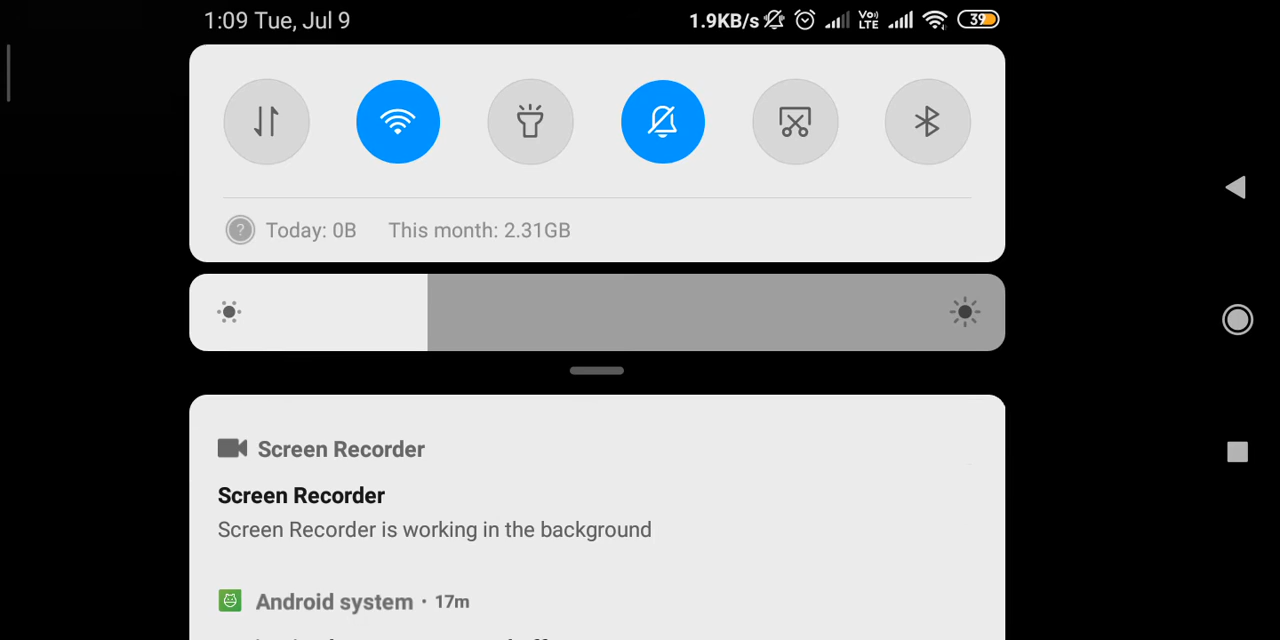 1:09 Tue, Jul 9 1.9KB/s Vo)) LTE 39
Today: 0B This month: 2.31GB
Screen Recorder
Screen Recorder
Screen Recorder is working in the background
Android system · 17m